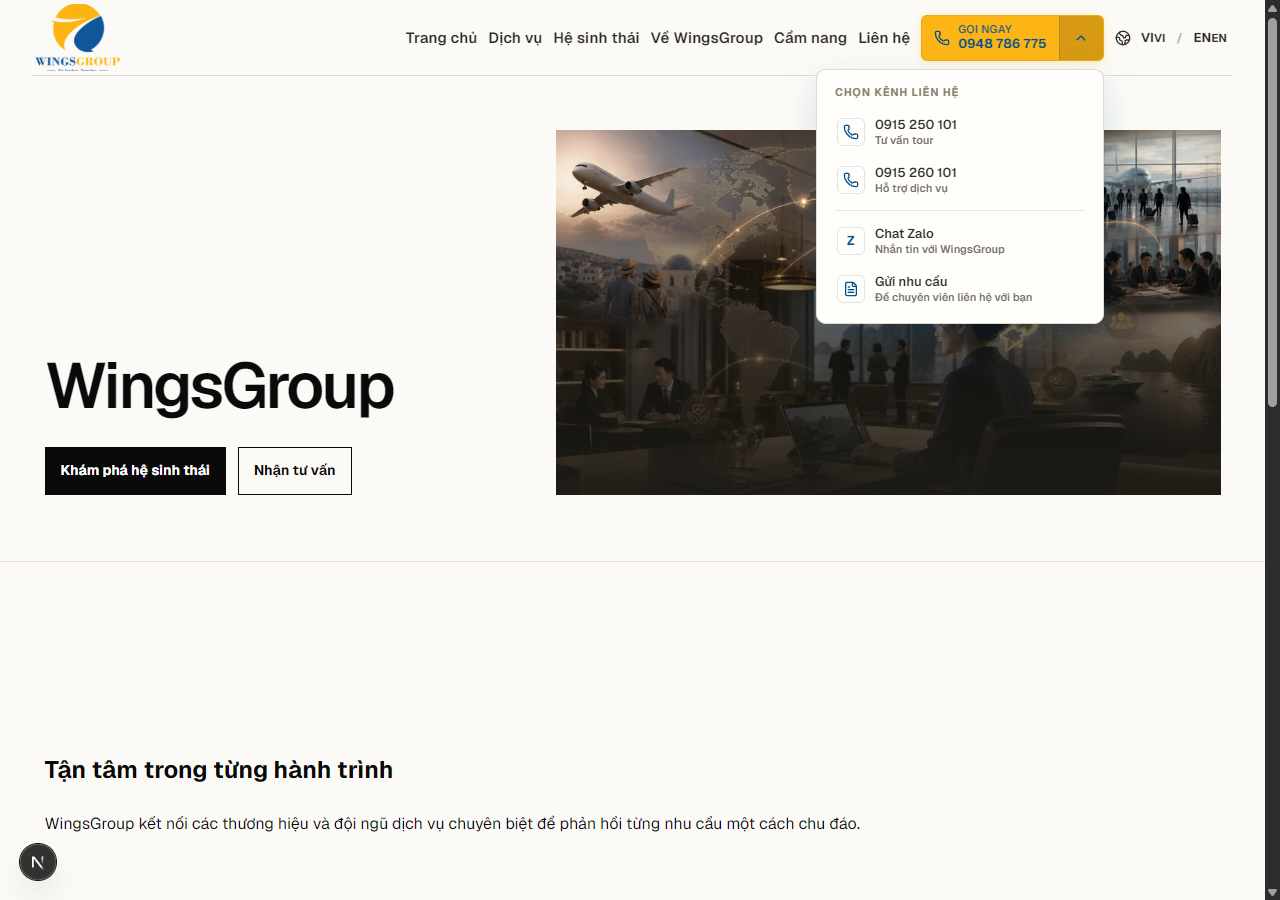 WINGSGROUP
Trang chủ Dịch vụ Hệ sinh thái Về WingsGroup Cẩm nang Liên hệ
GỌI NGAY
0948 786 775
VIVI / ENEN
CHỌN KÊNH LIÊN HỆ
0915 250 101
Tư vấn tour
0915 260 101
Hỗ trợ dịch vụ
Z
Chat Zalo
Nhắn tin với WingsGroup
Gửi nhu cầu
Để chuyên viên liên hệ với bạn
WingsGroup
Khám phá hệ sinh thái
Nhận tư vấn
Tận tâm trong từng hành trình
WingsGroup kết nối các thương hiệu và đội ngũ dịch vụ chuyên biệt để phản hồi từng nhu cầu một cách chu đáo.
N